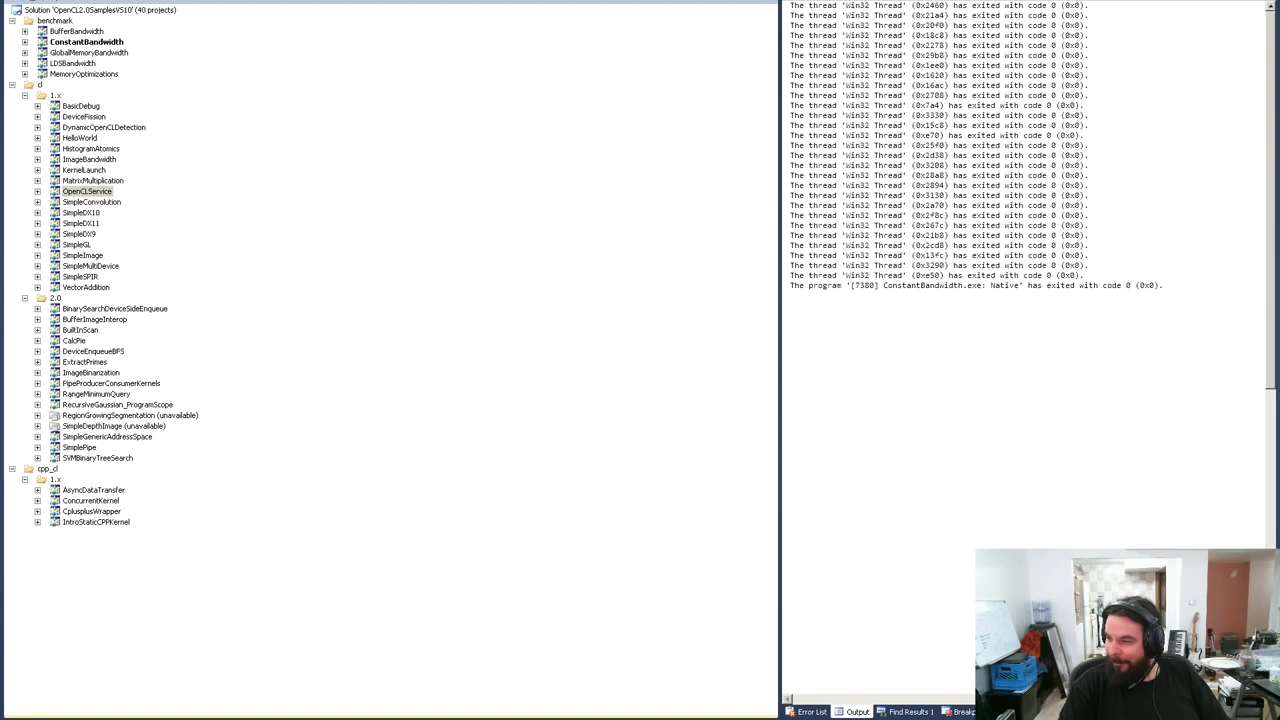 Solution 'OpenCL2.0SamplesVS10' (40 projects)
benchmark
BufferBandwidth
ConstantBandwidth
GlobalMemoryBandwidth
LDSBandwidth
MemoryOptimizations
cl
1.x
BasicDebug
DeviceFission
DynamicOpenCLDetection
HelloWorld
HistogramAtomics
ImageBandwidth
KernelLaunch
MatrixMultiplication
OpenCLService
SimpleConvolution
SimpleDX10
SimpleDX11
SimpleDX9
SimpleGL
SimpleImage
SimpleMultiDevice
SimpleSPIR
VectorAddition
2.0
BinarySearchDeviceSideEnqueue
BufferImageInterop
BuiltInScan
CalcPie
DeviceEnqueueBFS
ExtractPrimes
ImageBinarization
PipeProducerConsumerKernels
RangeMinimumQuery
RecursiveGaussian_ProgramScope
RegionGrowingSegmentation (unavailable)
SimpleDepthImage (unavailable)
SimpleGenericAddressSpace
SimplePipe
SVMBinaryTreeSearch
cpp_cl
1.x
AsyncDataTransfer
ConcurrentKernel
CplusplusWrapper
IntroStaticCPPKernel
The thread 'Win32 Thread' (0x2460) has exited with code 0 (0x0).
The thread 'Win32 Thread' (0x21a4) has exited with code 0 (0x0).
The thread 'Win32 Thread' (0x20f0) has exited with code 0 (0x0).
The thread 'Win32 Thread' (0x18c8) has exited with code 0 (0x0).
The thread 'Win32 Thread' (0x2278) has exited with code 0 (0x0).
The thread 'Win32 Thread' (0x29b8) has exited with code 0 (0x0).
The thread 'Win32 Thread' (0x1ee0) has exited with code 0 (0x0).
The thread 'Win32 Thread' (0x1620) has exited with code 0 (0x0).
The thread 'Win32 Thread' (0x16ac) has exited with code 0 (0x0).
The thread 'Win32 Thread' (0x2708) has exited with code 0 (0x0).
The thread 'Win32 Thread' (0x7a4) has exited with code 0 (0x0).
The thread 'Win32 Thread' (0x3330) has exited with code 0 (0x0).
The thread 'Win32 Thread' (0x15c8) has exited with code 0 (0x0).
The thread 'Win32 Thread' (0xe70) has exited with code 0 (0x0).
The thread 'Win32 Thread' (0x25f0) has exited with code 0 (0x0).
The thread 'Win32 Thread' (0x2d38) has exited with code 0 (0x0).
The thread 'Win32 Thread' (0x3208) has exited with code 0 (0x0).
The thread 'Win32 Thread' (0x28a8) has exited with code 0 (0x0).
The thread 'Win32 Thread' (0x2894) has exited with code 0 (0x0).
The thread 'Win32 Thread' (0x3130) has exited with code 0 (0x0).
The thread 'Win32 Thread' (0x2a70) has exited with code 0 (0x0).
The thread 'Win32 Thread' (0x2f8c) has exited with code 0 (0x0).
The thread 'Win32 Thread' (0x267c) has exited with code 0 (0x0).
The thread 'Win32 Thread' (0x21b8) has exited with code 0 (0x0).
The thread 'Win32 Thread' (0x2cd8) has exited with code 0 (0x0).
The thread 'Win32 Thread' (0x13fc) has exited with code 0 (0x0).
The thread 'Win32 Thread' (0x3290) has exited with code 0 (0x0).
The thread 'Win32 Thread' (0xe50) has exited with code 0 (0x0).
The program '[7380] ConstantBandwidth.exe: Native' has exited with code 0 (0x0).
Error List Output Find Results 1 Breakp